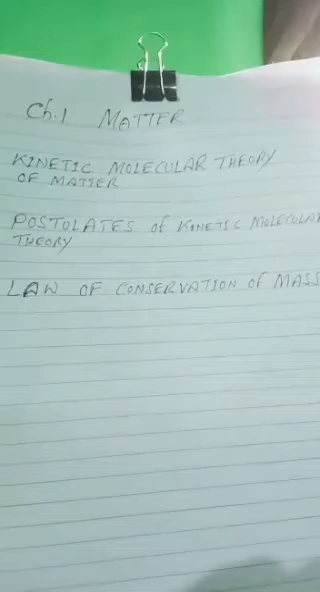 Ch.1 MATTER
KINETIC MOLECULAR THEORY
OF MATTER
POSTOLATES of KINETIC MOLECULAR
THEORY
LAW OF CONSERVATION of MASS